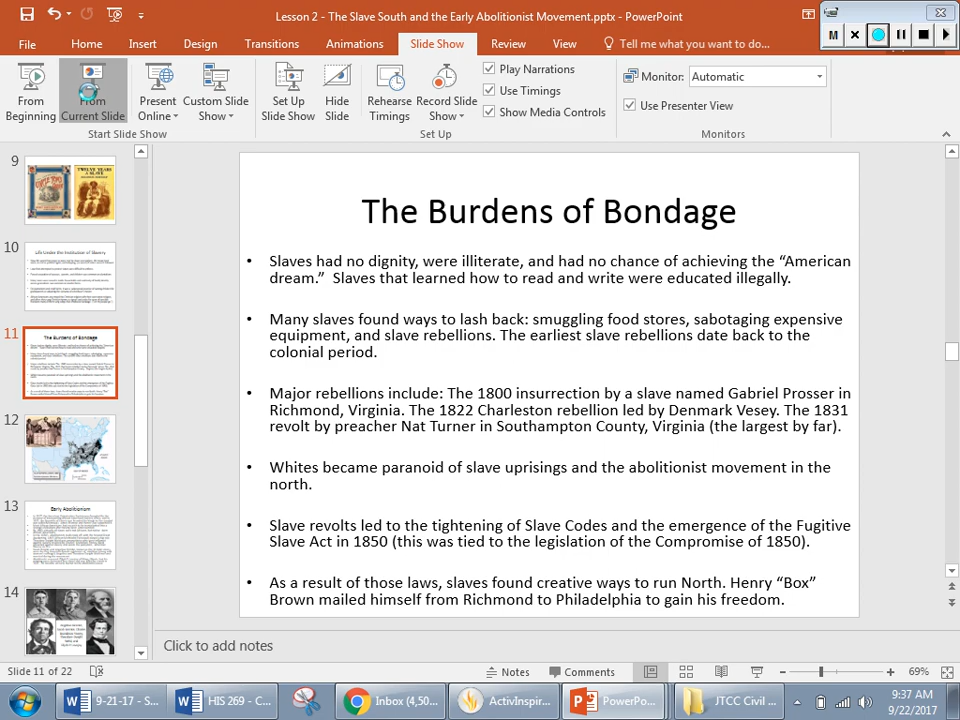 Lesson 2 - The Slave South and the Early Abolitionist Movement.pptx - PowerPoint
File Home Insert Design Transitions Animations Slide Show Review View Tell me what you want to do...
M
From Beginning
From Current Slide
Present Online
Custom Slide Show
Set Up Slide Show
Hide Slide
Rehearse Timings
Record Slide Show
Play Narrations
Use Timings
Show Media Controls
Monitor: Automatic
Use Presenter View
Start Slide Show
Set Up
Monitors
9
10
Life Under the Institution of Slavery
11
The Burdens of Bondage
12
13
Early Abolitionism
14
The Burdens of Bondage
• Slaves had no dignity, were illiterate, and had no chance of achieving the “American
dream.” Slaves that learned how to read and write were educated illegally.
• Many slaves found ways to lash back: smuggling food stores, sabotaging expensive
equipment, and slave rebellions. The earliest slave rebellions date back to the
colonial period.
• Major rebellions include: The 1800 insurrection by a slave named Gabriel Prosser in
Richmond, Virginia. The 1822 Charleston rebellion led by Denmark Vesey. The 1831
revolt by preacher Nat Turner in Southampton County, Virginia (the largest by far).
• Whites became paranoid of slave uprisings and the abolitionist movement in the
north.
• Slave revolts led to the tightening of Slave Codes and the emergence of the Fugitive
Slave Act in 1850 (this was tied to the legislation of the Compromise of 1850).
• As a result of those laws, slaves found creative ways to run North. Henry “Box”
Brown mailed himself from Richmond to Philadelphia to gain his freedom.
Click to add notes
Slide 11 of 22
Notes
Comments
69%
9-21-17 - S...
HIS 269 - C...
Inbox (4,50...
ActivInspir...
PowerPo...
JTCC Civil ...
9:37 AM
9/22/2017